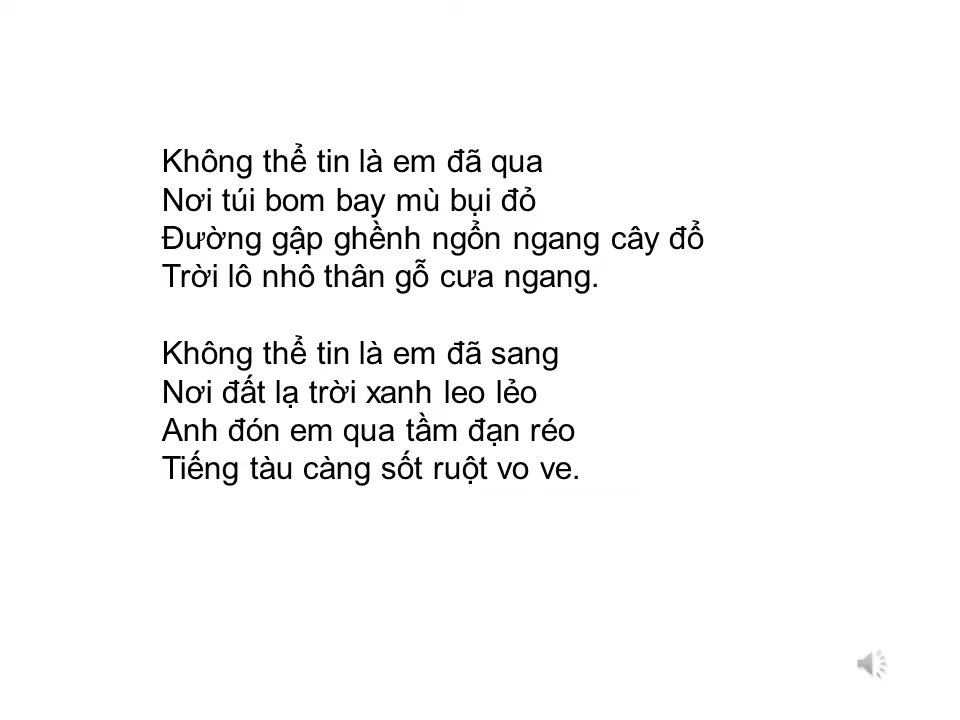 Không thể tin là em đã qua
Nơi túi bom bay mù bụi đỏ
Đường gập ghềnh ngổn ngang cây đổ
Trời lô nhô thân gỗ cưa ngang.
Không thể tin là em đã sang
Nơi đất lạ trời xanh leo lẻo
Anh đón em qua tầm đạn réo
Tiếng tàu càng sốt ruột vo ve.